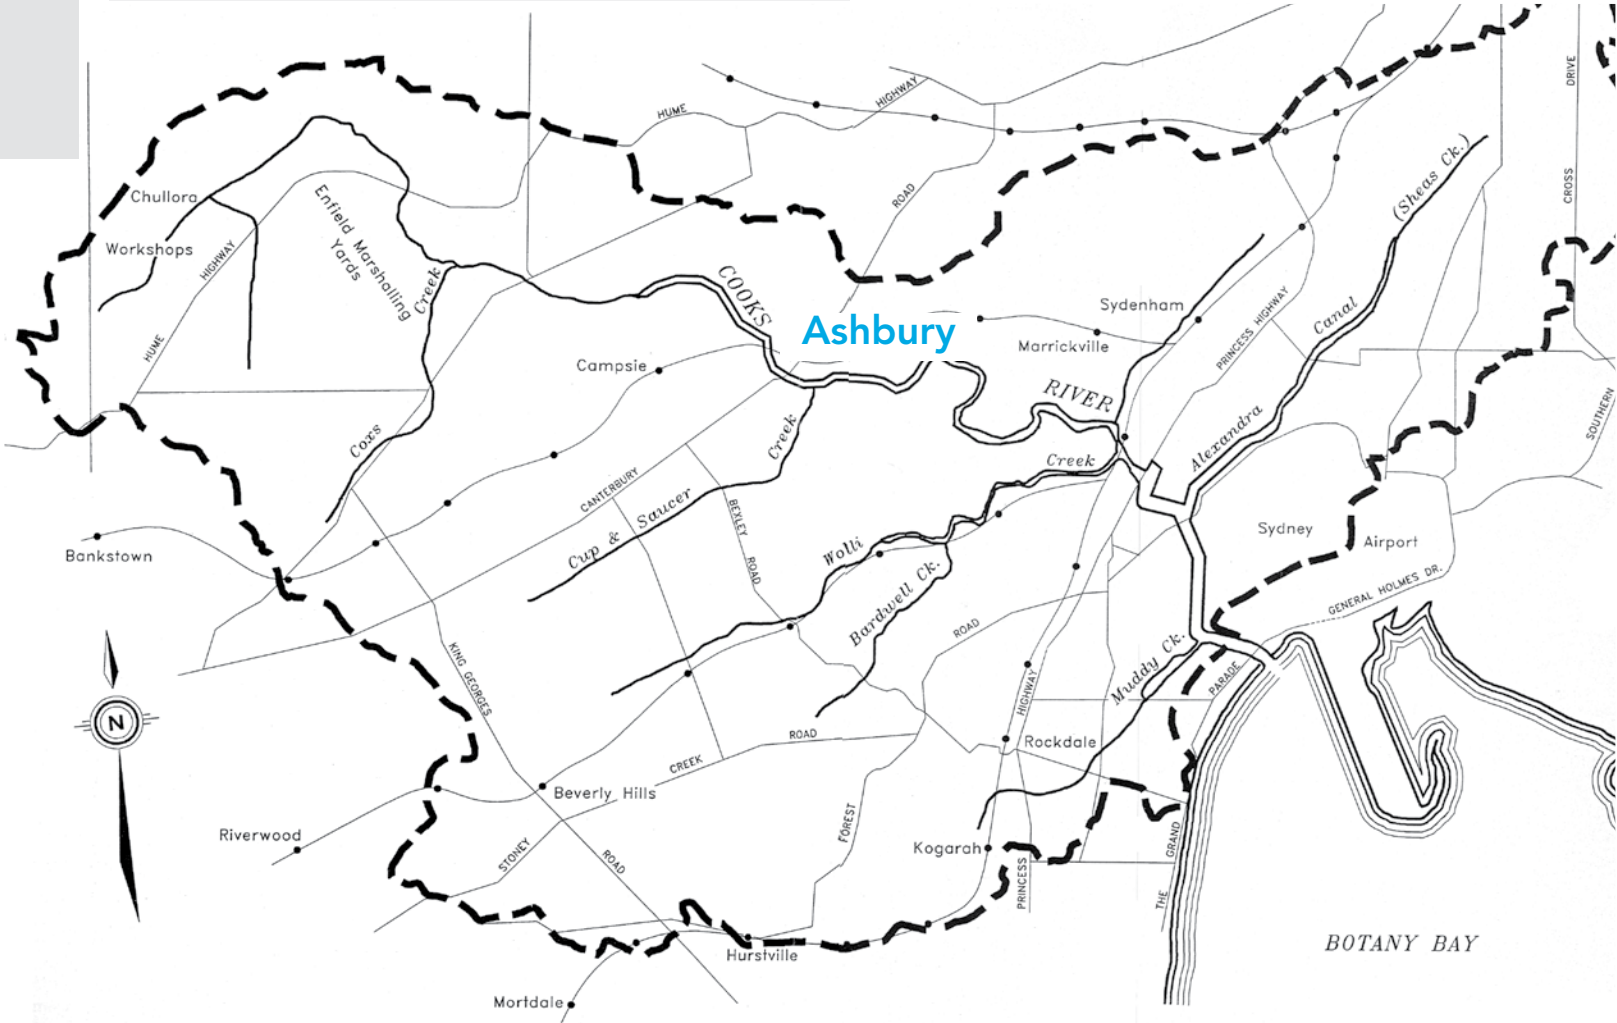 HUME
HIGHWAY
DRIVE
CROSS
(Sheas Ck.)
Chullora
Workshops
HIGHWAY
HUME
Enfield Marshalling
Yards
ROAD
Creek
COOKS
Ashbury
Sydenham
Marrickville
PRINCESS HIGHWAY
Canal
Campsie
RIVER
Coxs
Creek
Creek
Alexandra
SOUTHERN
CANTERBURY
BEXLEY
ROAD
Cup & Saucer
Bankstown
Wolli
Bardwell Ck.
Sydney
Airport
GENERAL HOLMES DR.
ROAD
KING GEORGES
Muddy Ck.
PARADE
HIGHWAY
N
ROAD
CREEK
Rockdale
Beverly Hills
Riverwood
STONEY
ROAD
FOREST
Kogarah
PRINCESS
GRAND
THE
BOTANY BAY
Hurstville
Mortdale